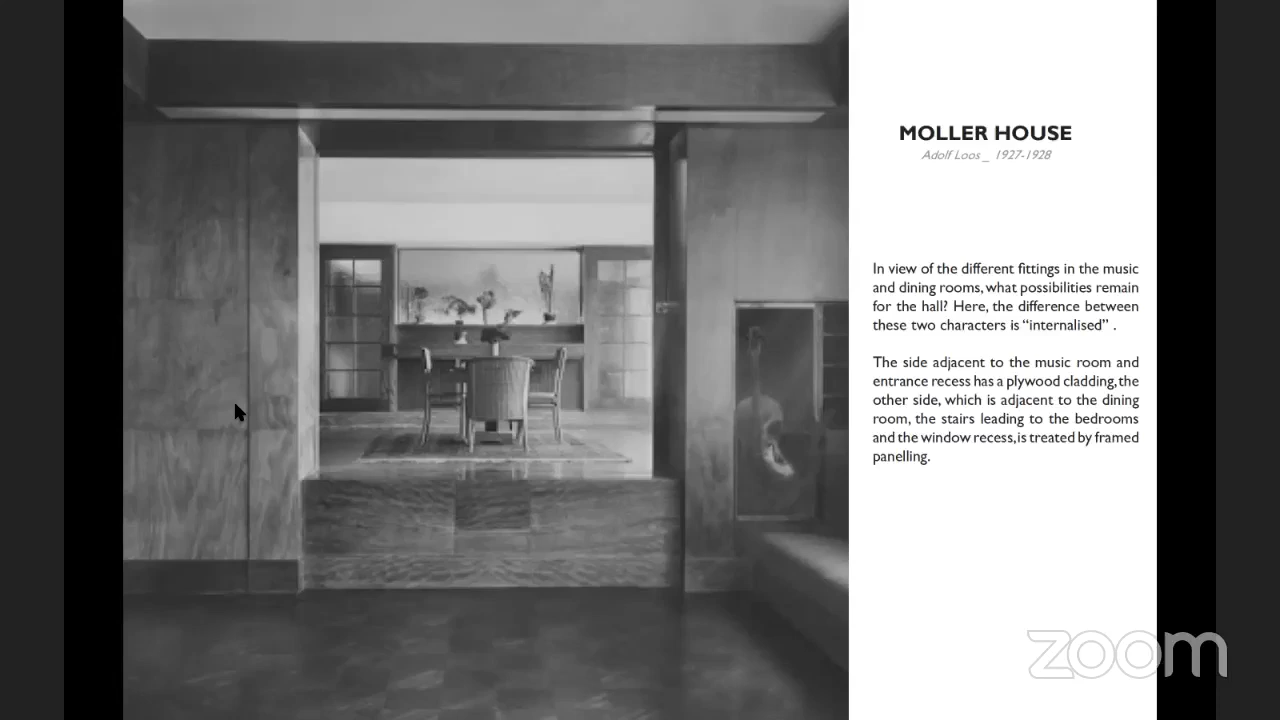 MOLLER HOUSE
Adolf Loos _ 1927-1928
In view of the different fittings in the music
and dining rooms, what possibilities remain
for the hall? Here, the difference between
these two characters is “internalised” .
The side adjacent to the music room and
entrance recess has a plywood cladding, the
other side, which is adjacent to the dining
room, the stairs leading to the bedrooms
and the window recess, is treated by framed
panelling.
zoom